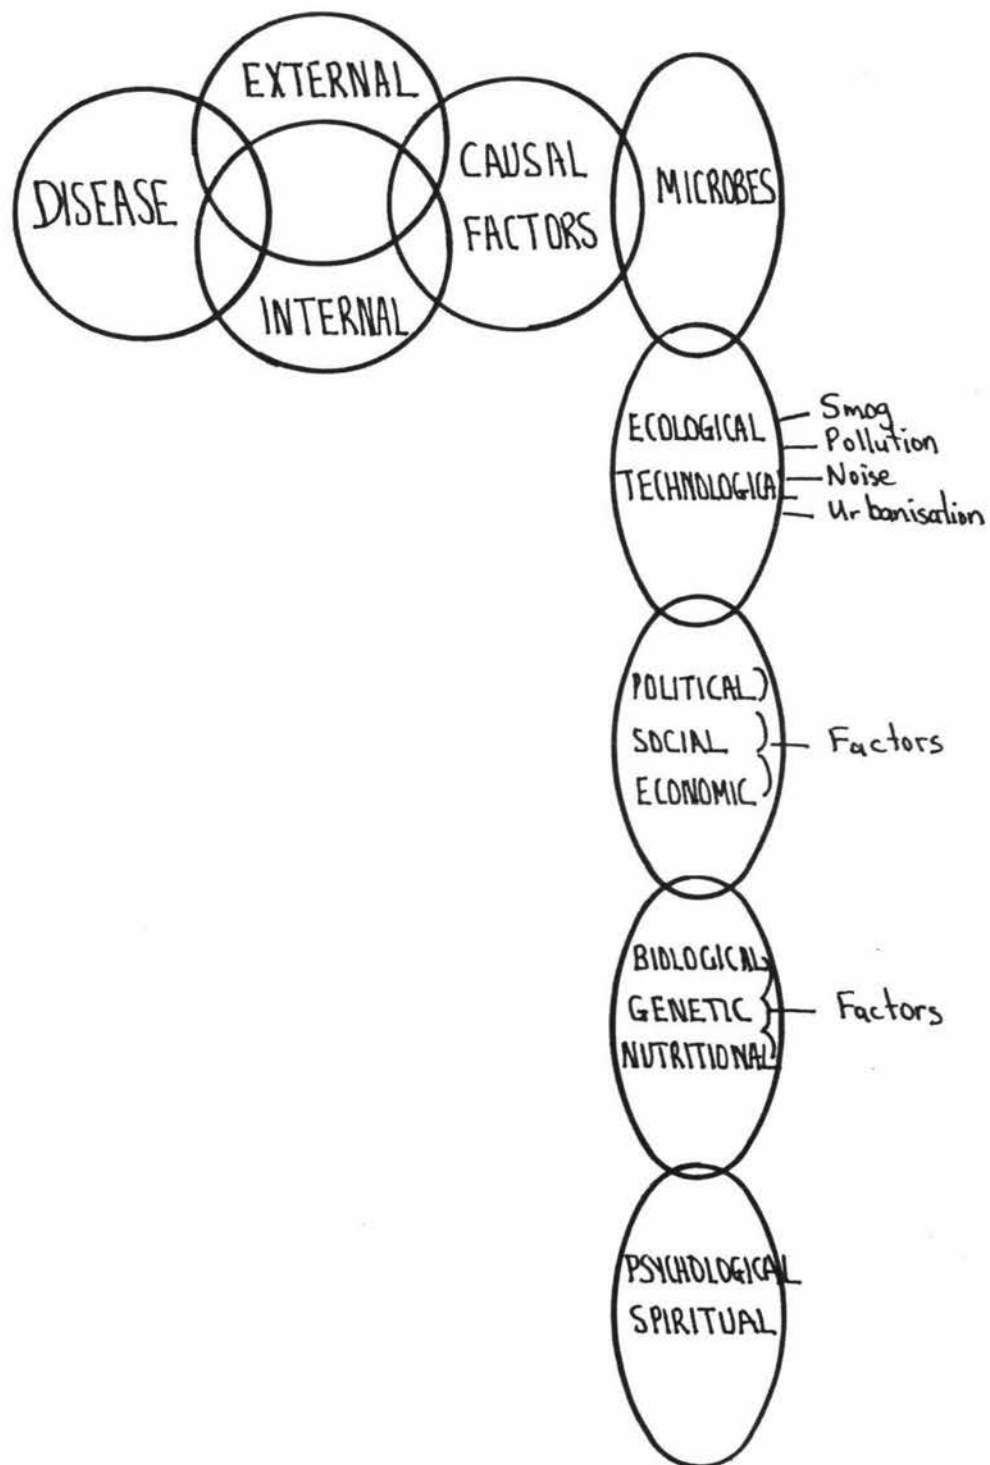 EXTERNAL
DISEASE
INTERNAL
CAUSAL
FACTORS
MICROBES
ECOLOGICAL
TECHNOLOGICAL
Smog
Pollution
Noise
Urbanisation
POLITICAL
SOCIAL
ECONOMIC
Factors
BIOLOGICAL
GENETIC
NUTRITIONAL
Factors
PSYCHOLOGICAL
SPIRITUAL